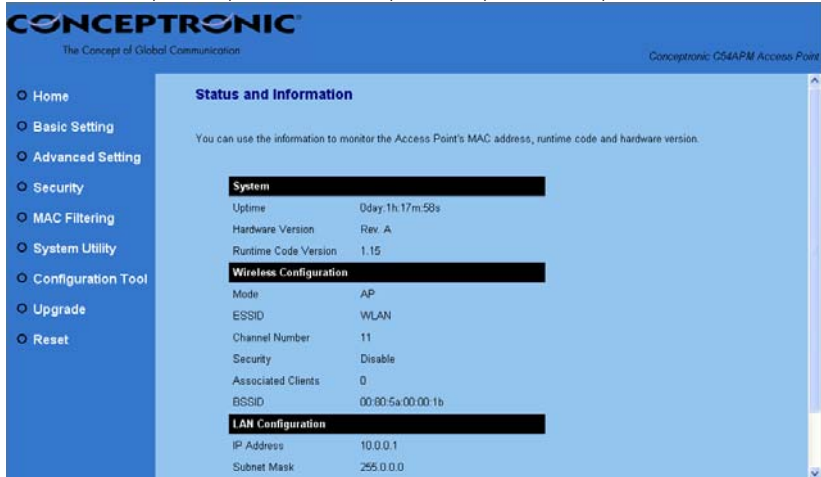 CONCEPTRONIC
The Concept of Global Communication
Conceptronic C54APM Access Point
Home
Basic Setting
Advanced Setting
Security
MAC Filtering
System Utility
Configuration Tool
Upgrade
Reset
Status and Information
You can use the information to monitor the Access Point's MAC address, runtime code and hardware version.
System
Uptime 0day:1h:17m:58s
Hardware Version Rev. A
Runtime Code Version 1.15
Wireless Configuration
Mode AP
ESSID WLAN
Channel Number 11
Security Disable
Associated Clients 0
BSSID 00:80:5a:00:00:1b
LAN Configuration
IP Address 10.0.0.1
Subnet Mask 255.0.0.0